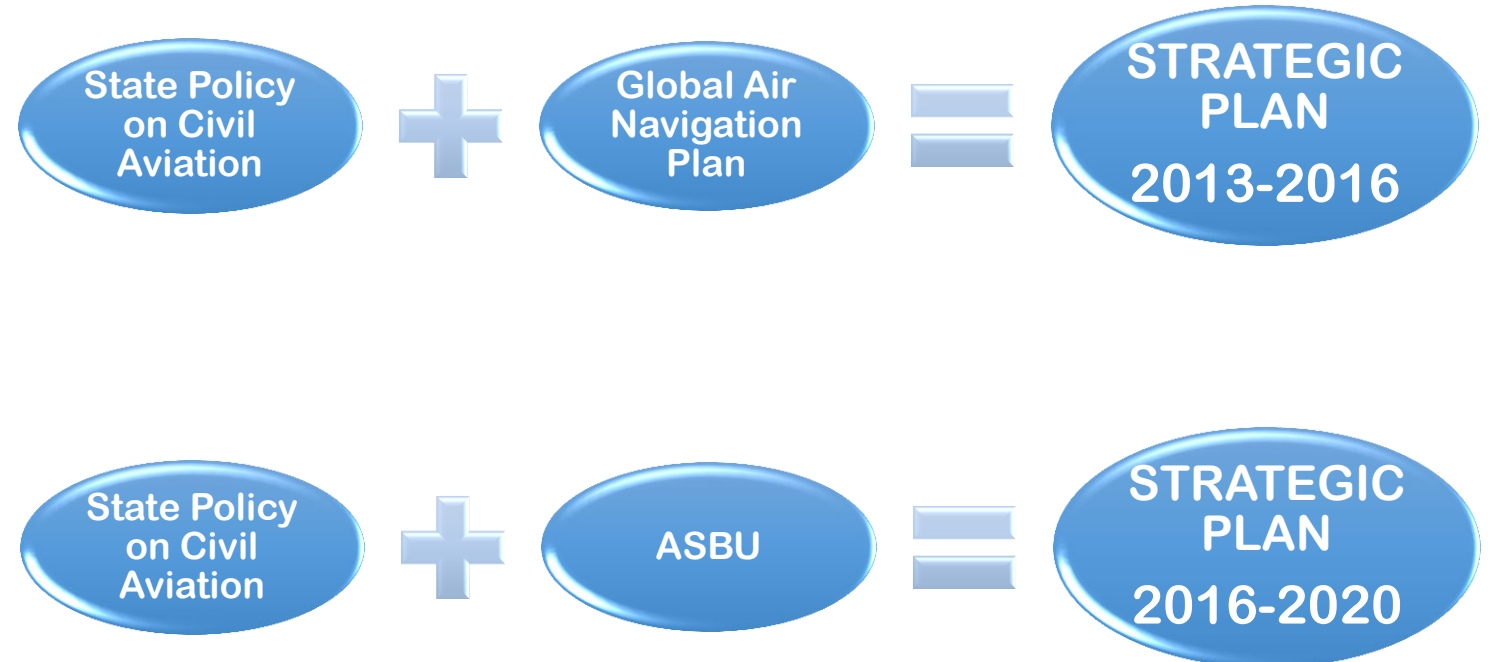 State Policy
on Civil
Aviation
Global Air
Navigation
Plan
STRATEGIC
PLAN
2013-2016
State Policy
on Civil
Aviation
ASBU
STRATEGIC
PLAN
2016-2020